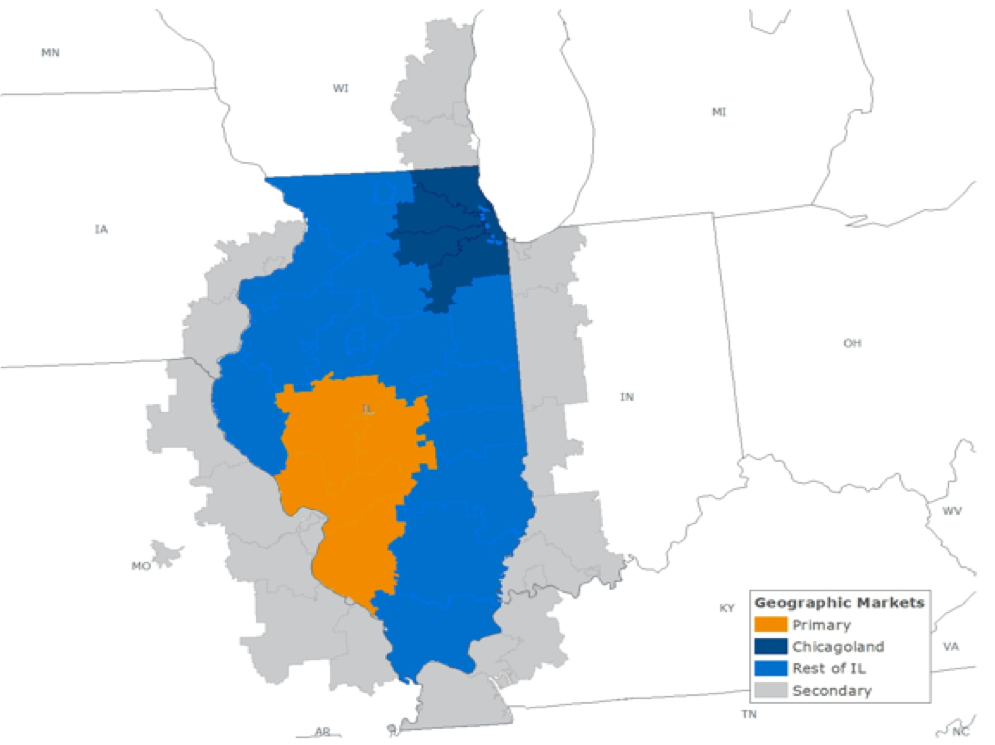 MN
WI
MI
IA
OH
IL
IN
WV
MO
KY
Geographic Markets
Primary
Chicagoland
VA
Rest of IL
Secondary
TN
AR
NC